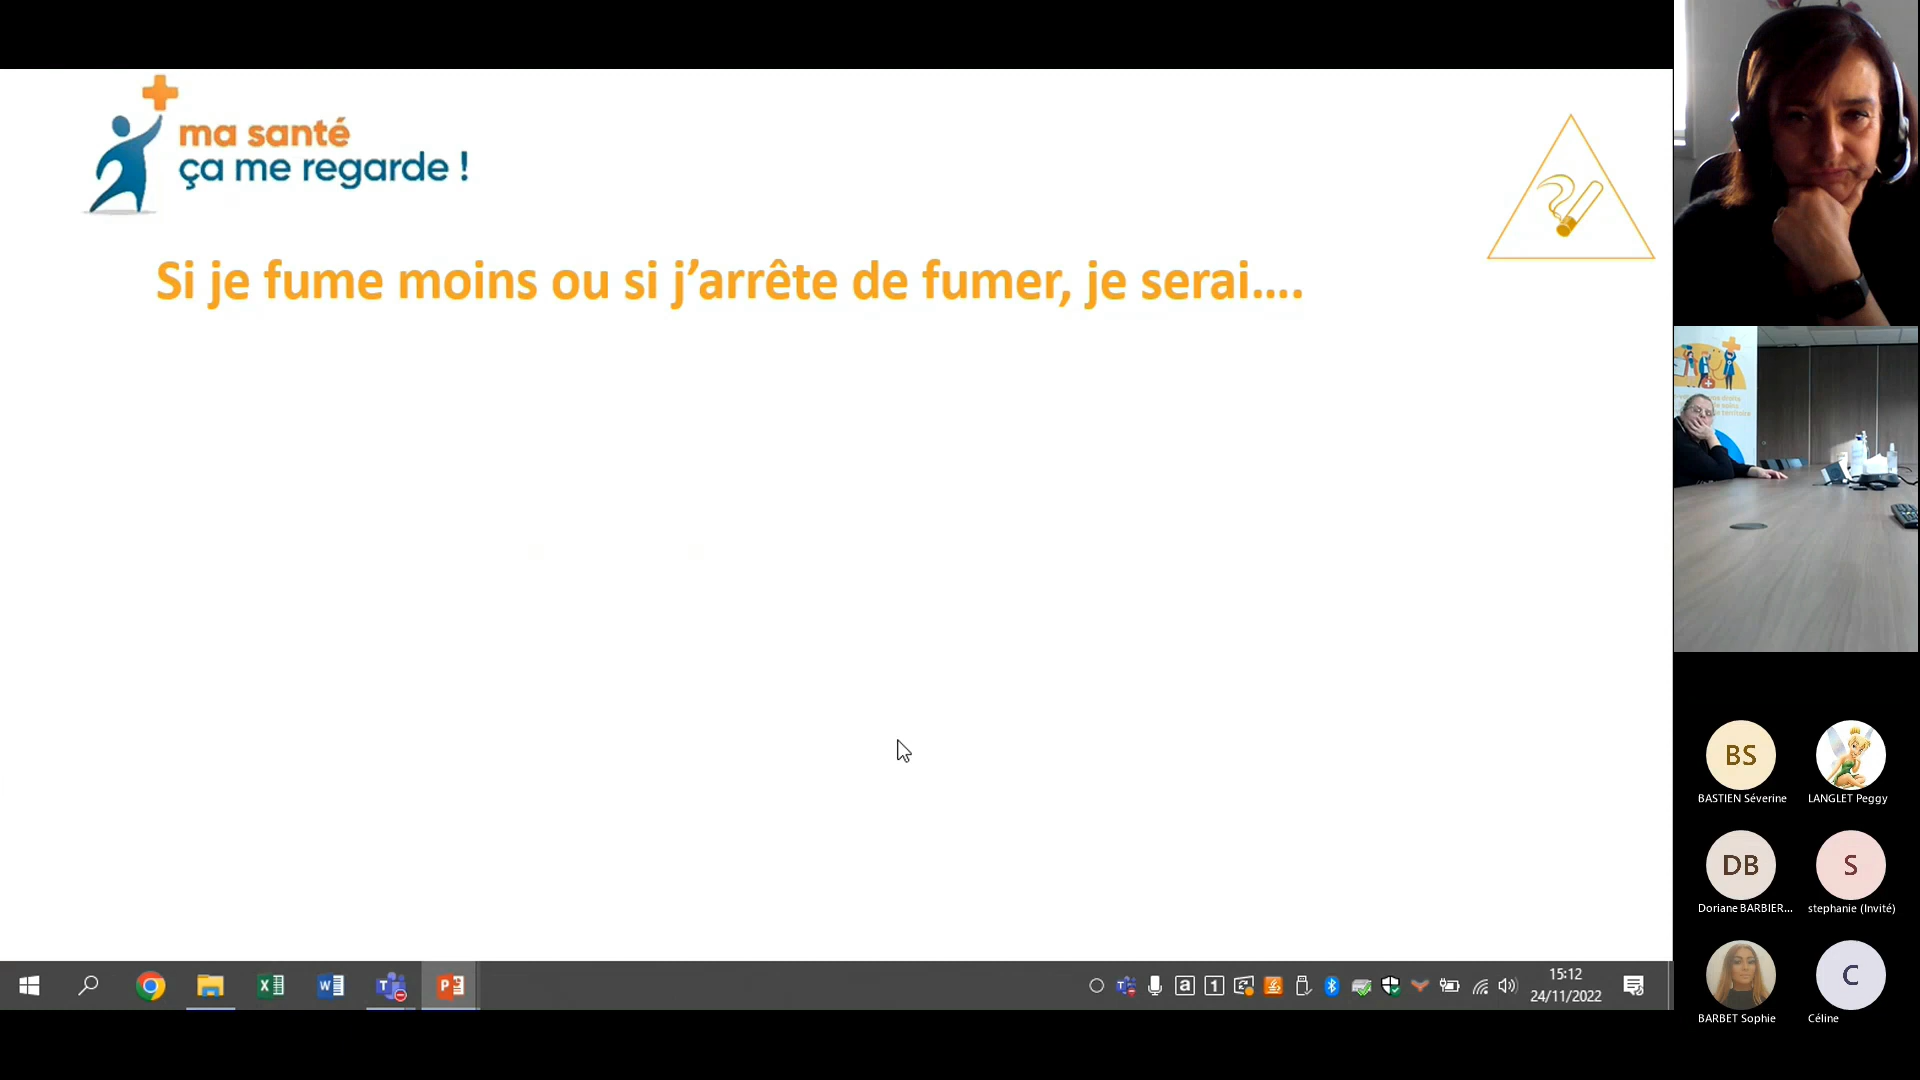 ma santé
ça me regarde !
Si je fume moins ou si j’arrête de fumer, je serai....
BS
BASTIEN Séverine
LANGLET Peggy
DB
Doriane BARBIER...
S
stephanie (Invité)
BARBET Sophie
C
Céline
15:12
24/11/2022